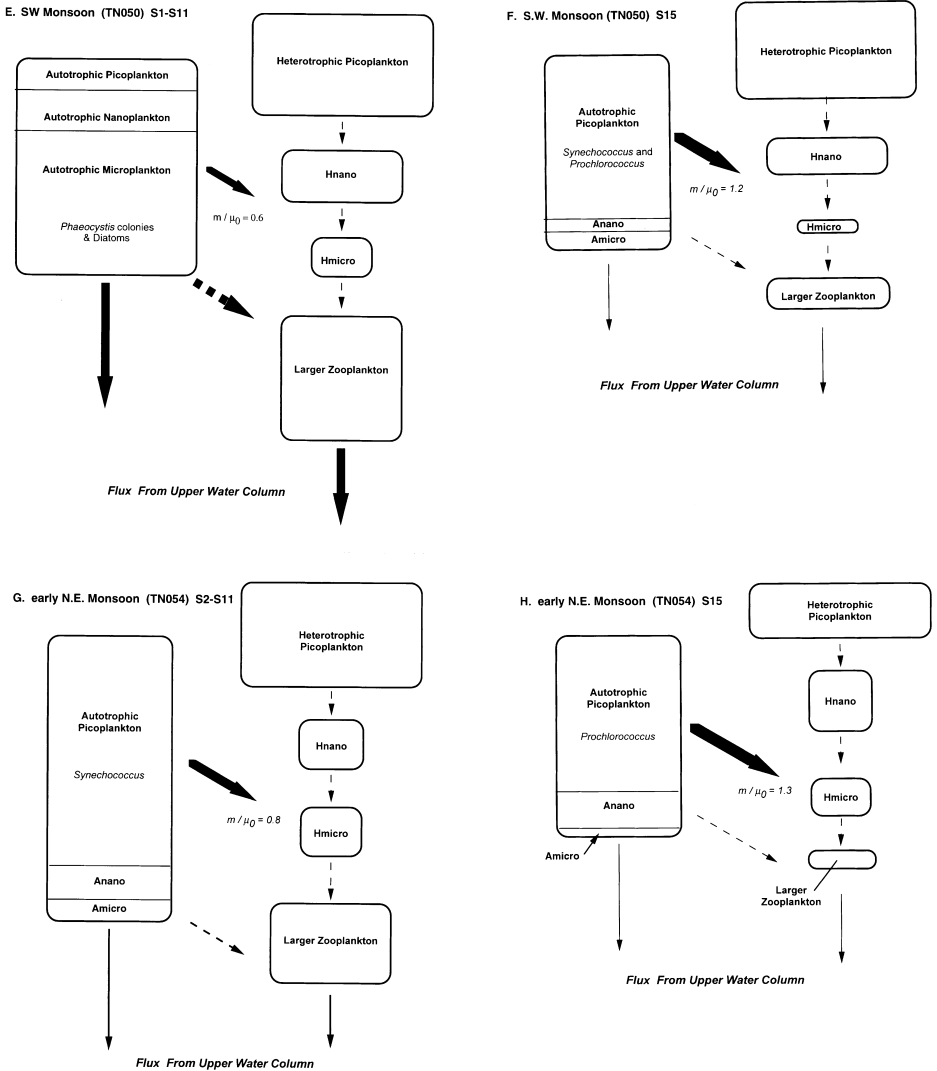 E. SW Monsoon (TN050) S1-S11
Autotrophic Picoplankton
Autotrophic Nanoplankton
Autotrophic Microplankton
Phaeocystis colonies
& Diatoms
Heterotrophic Picoplankton
Hnano
m / μ0 = 0.6
Hmicro
Larger Zooplankton
Flux From Upper Water Column
F. S.W. Monsoon (TN050) S15
Heterotrophic Picoplankton
Autotrophic
Picoplankton
Synechococcus and
Prochlorococcus
Anano
Amicro
Hnano
m / μ0 = 1.2
Hmicro
Larger Zooplankton
Flux From Upper Water Column
G. early N.E. Monsoon (TN054) S2-S11
Heterotrophic
Picoplankton
Autotrophic
Picoplankton
Synechococcus
Anano
Amicro
Hnano
m / μ0 = 0.8
Hmicro
Larger Zooplankton
Flux From Upper Water Column
H. early N.E. Monsoon (TN054) S15
Heterotrophic
Picoplankton
Autotrophic
Picoplankton
Prochlorococcus
Anano
Amicro
Hnano
m / μ0 = 1.3
Hmicro
Larger
Zooplankton
Flux From Upper Water Column